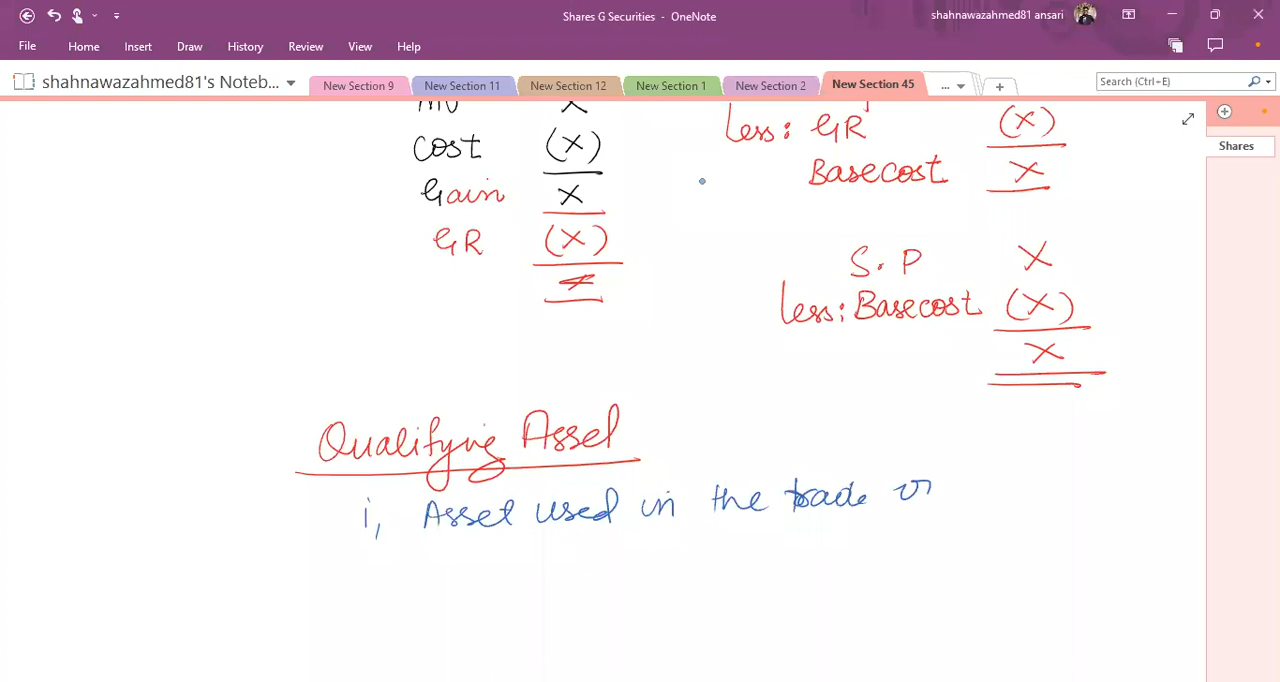 Shares G Securities - OneNote
shahnawazahmed81 ansari
File Home Insert Draw History Review View Help
shahnawazahmed81's Noteb... New Section 9 New Section 11 New Section 12 New Section 1 New Section 2 New Section 45 ... Search (Ctrl+E)
Shares
X
Cost (X)
Gain X
GR (X)
Less: GR (X)
Basecost X
S.P X
Less: Basecost (X)
X
Qualifying Asset
i, Asset used in the trade or